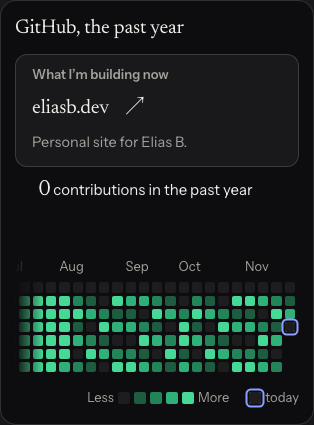 GitHub, the past year
What I'm building now
eliasb.dev ↗
Personal site for Elias B.
0 contributions in the past year
Aug Sep Oct Nov
Less More today